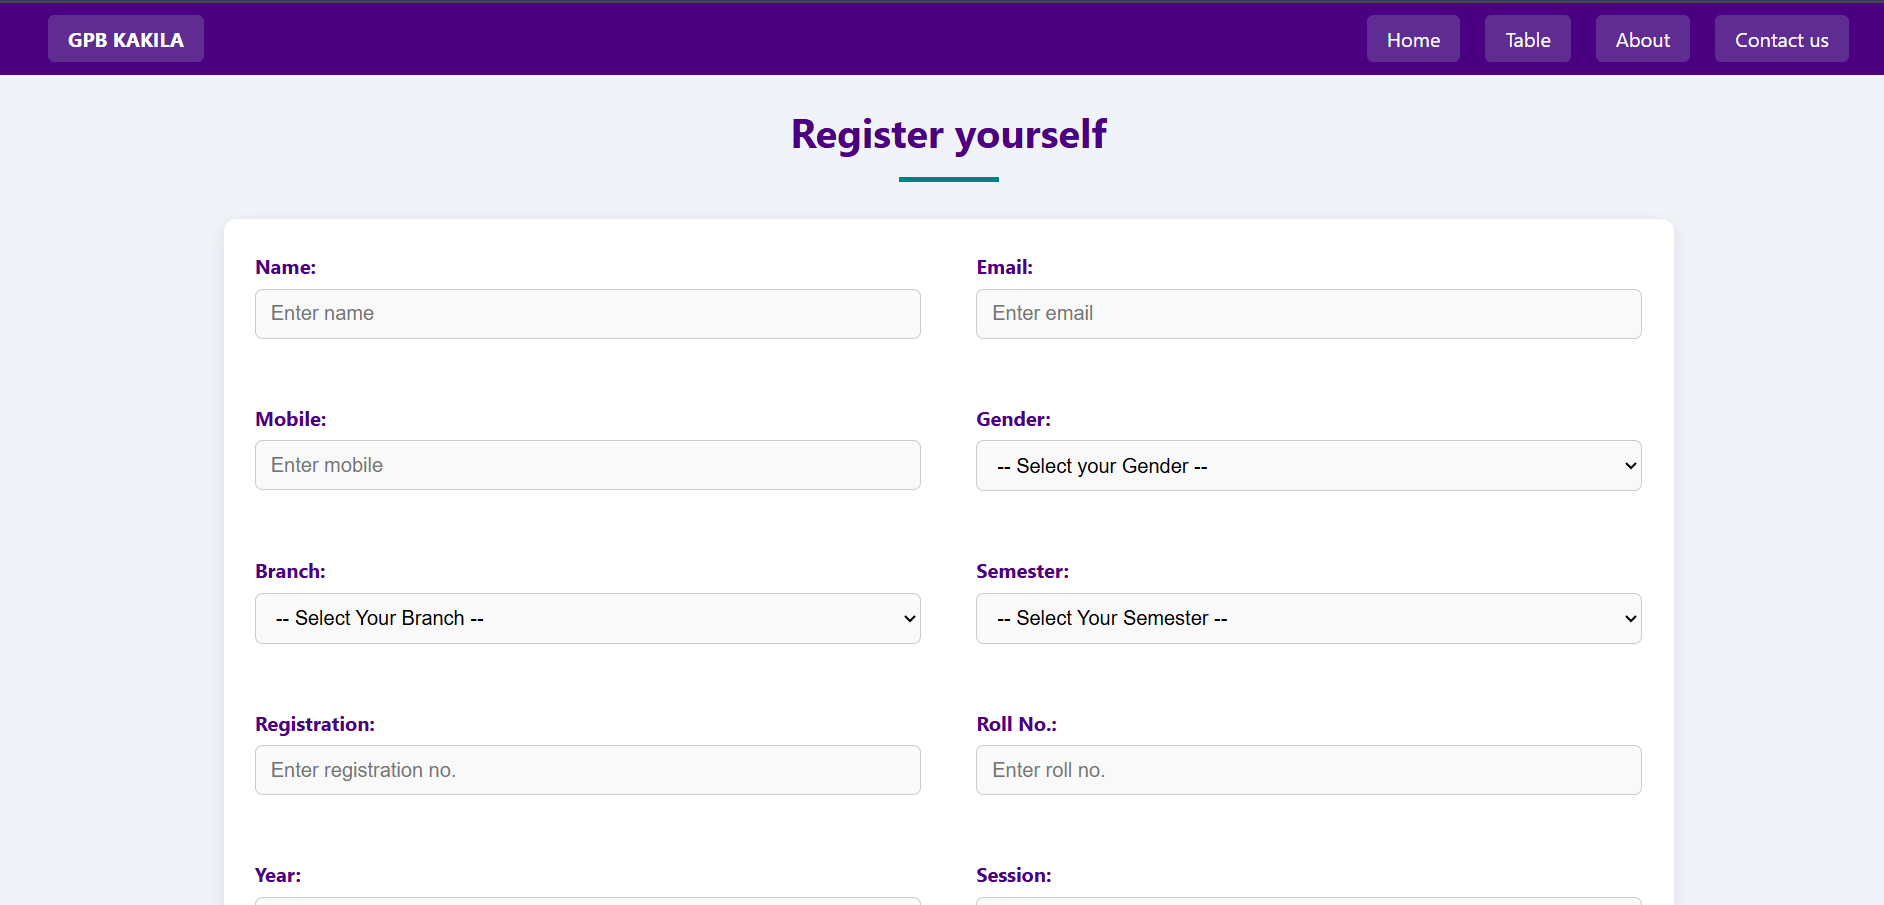 GPB KAKILA
Home
Table
About
Contact us
Register yourself
Name:
Email:
Enter name
Enter email
Mobile:
Gender:
Enter mobile
-- Select your Gender --
Branch:
Semester:
-- Select Your Branch --
-- Select Your Semester --
Registration:
Roll No.:
Enter registration no.
Enter roll no.
Year:
Session: